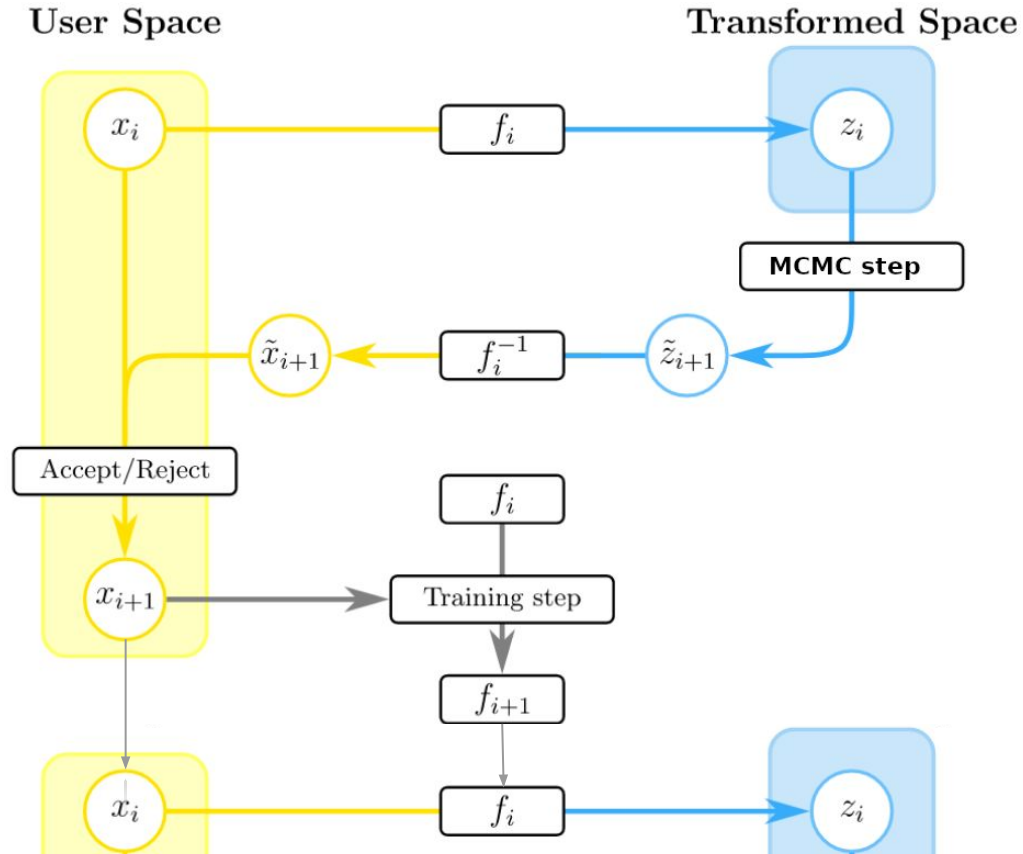 User Space
Transformed Space
x_i
f_i
z_i
MCMC step
x̃_{i+1}
f_i^{-1}
z̃_{i+1}
Accept/Reject
f_i
x_{i+1}
Training step
f_{i+1}
x_i
f_i
z_i